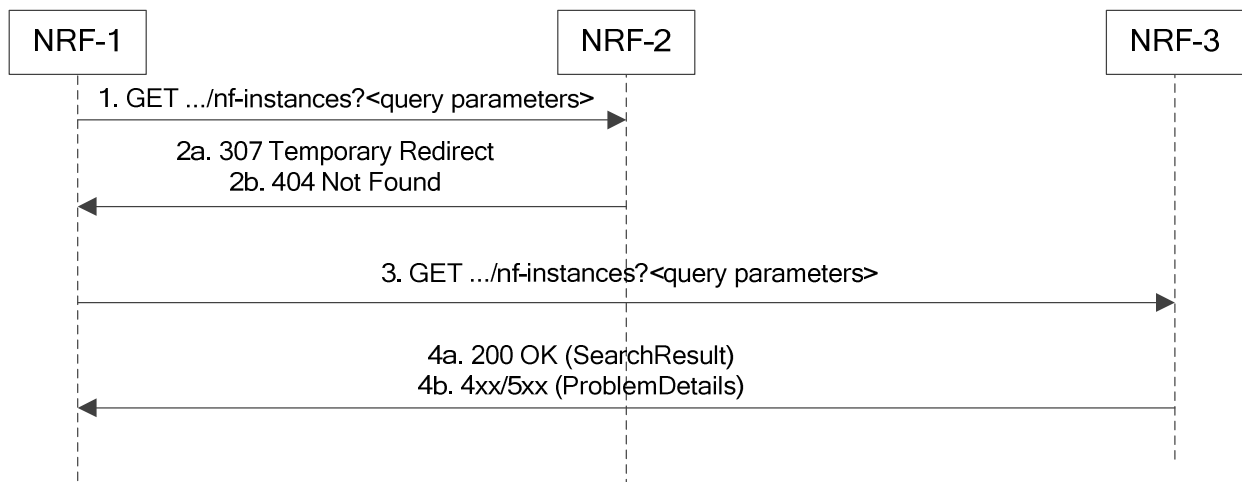 NRF-1
NRF-2
NRF-3
1. GET .../nf-instances?<query parameters>
2a. 307 Temporary Redirect
2b. 404 Not Found
3. GET .../nf-instances?<query parameters>
4a. 200 OK (SearchResult)
4b. 4xx/5xx (ProblemDetails)